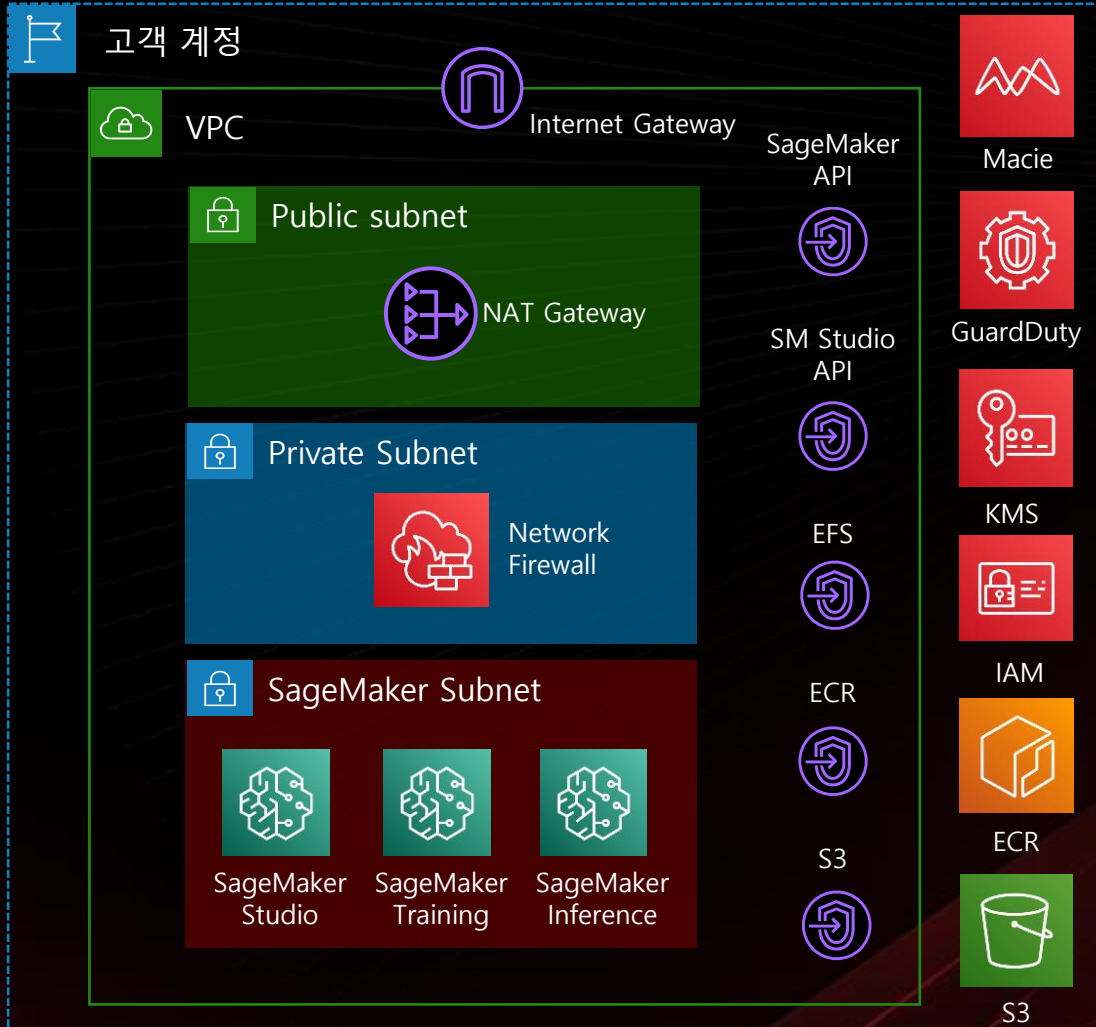 고객 계정
VPC
Internet Gateway
Public subnet
NAT Gateway
Private Subnet
Network
Firewall
SageMaker Subnet
SageMaker
Studio
SageMaker
Training
SageMaker
Inference
SageMaker
API
SM Studio
API
EFS
ECR
S3
Macie
GuardDuty
KMS
IAM
ECR
S3